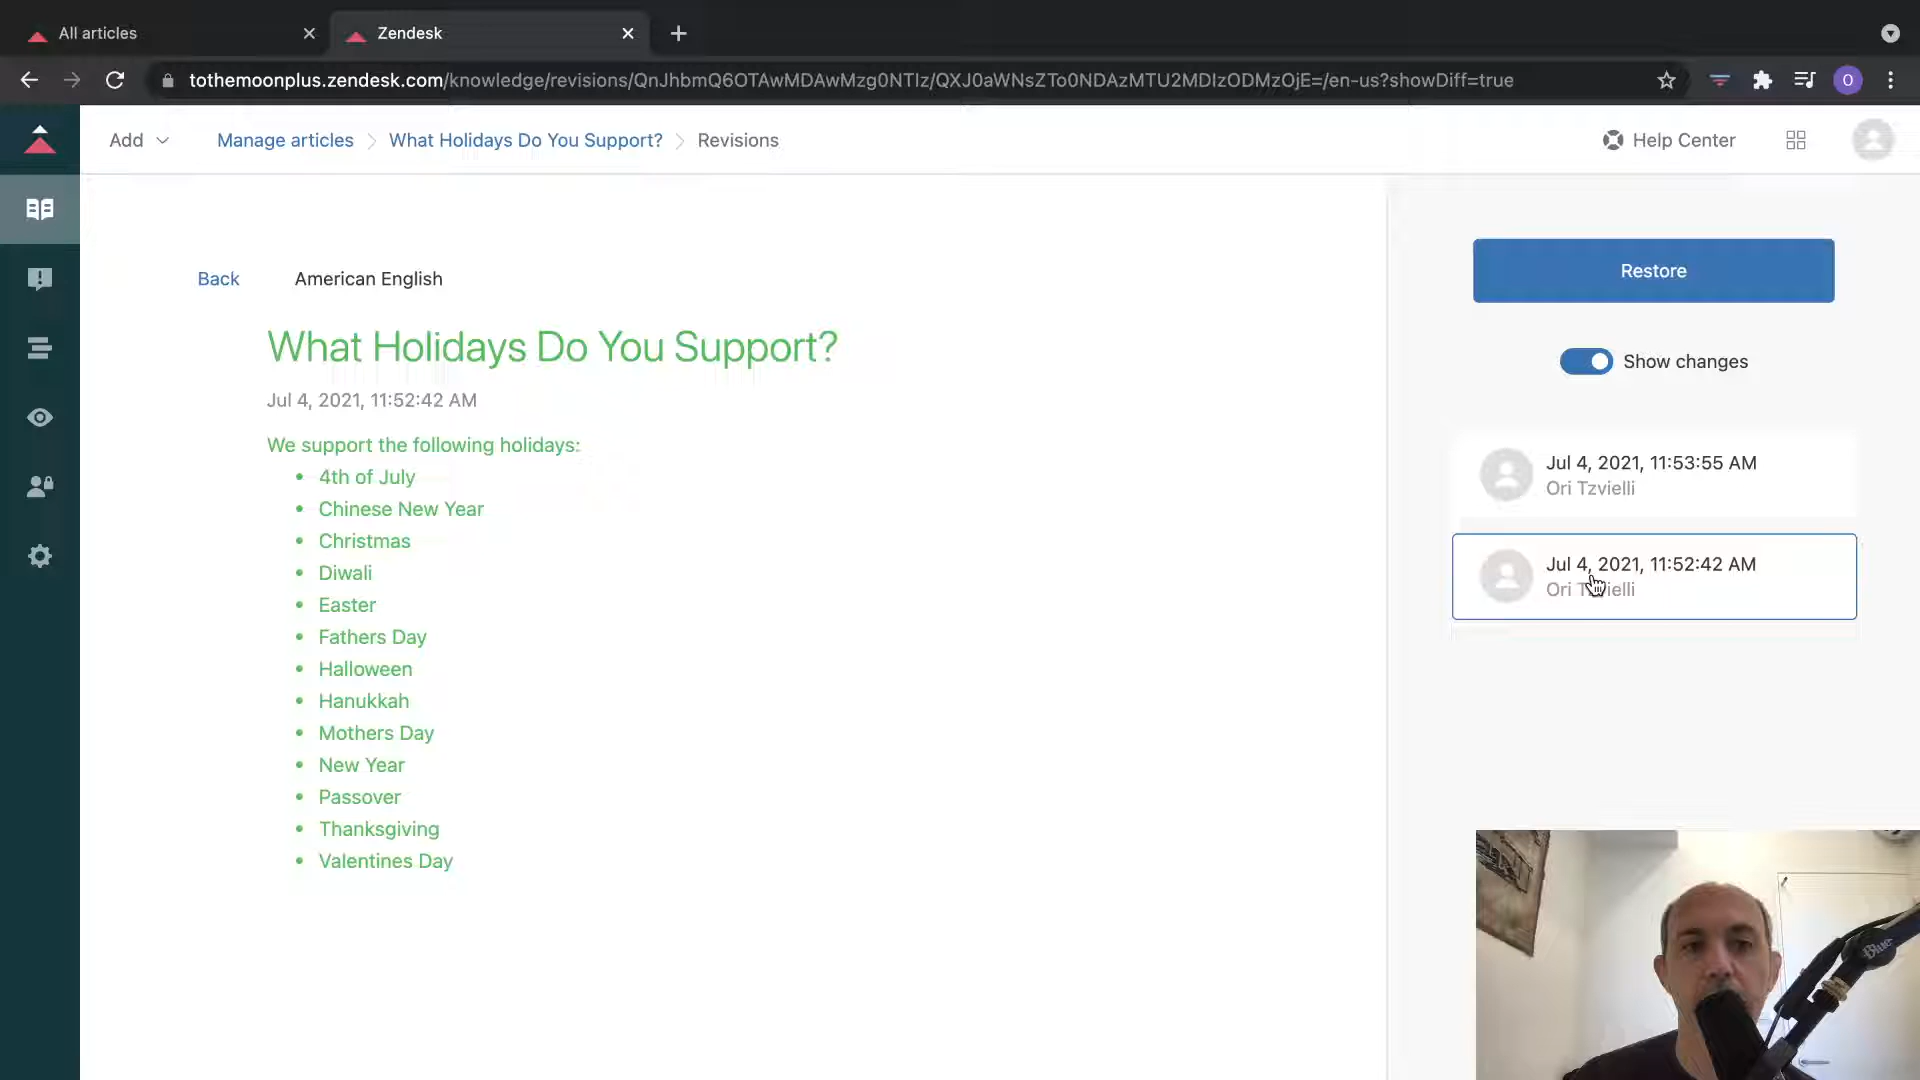 All articles
Zendesk
tothemoonplus.zendesk.com/knowledge/revisions/QnJhbmQ6OTAwMDAwMzg0NTIz/QXJ0aWNsZTo0NDAzMTU2MDIzODMzOjE=/en-us?showDiff=true
O
Add
Manage articles
What Holidays Do You Support?
Revisions
Help Center
Back
American English
Restore
What Holidays Do You Support?
Show changes
Jul 4, 2021, 11:52:42 AM
We support the following holidays:
• 4th of July
• Chinese New Year
• Christmas
• Diwali
• Easter
• Fathers Day
• Halloween
• Hanukkah
• Mothers Day
• New Year
• Passover
• Thanksgiving
• Valentines Day
Jul 4, 2021, 11:53:55 AM
Ori Tzvielli
Jul 4, 2021, 11:52:42 AM
Ori Tzvielli
Blue